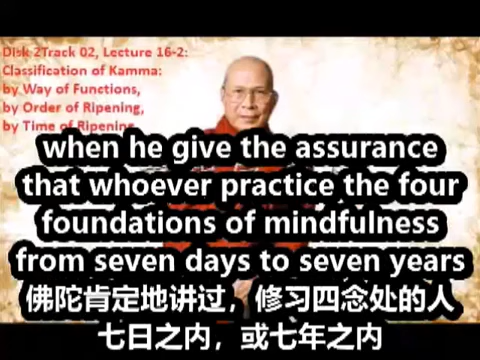 Disk 2Track 02, Lecture 16-2:
Classification of Kamma:
by Way of Functions,
by Order of Ripening,
by Time of Ripening
when he give the assurance
that whoever practice the four
foundations of mindfulness
from seven days to seven years
佛陀肯定地讲过，修习四念处的人
七日之内，或七年之内